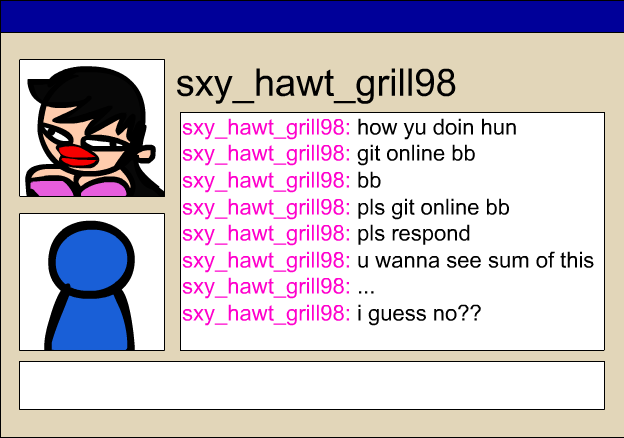 sxy_hawt_grill98
sxy_hawt_grill98: how yu doin hun
sxy_hawt_grill98: git online bb
sxy_hawt_grill98: bb
sxy_hawt_grill98: pls git online bb
sxy_hawt_grill98: pls respond
sxy_hawt_grill98: u wanna see sum of this
sxy_hawt_grill98: ...
sxy_hawt_grill98: i guess no??